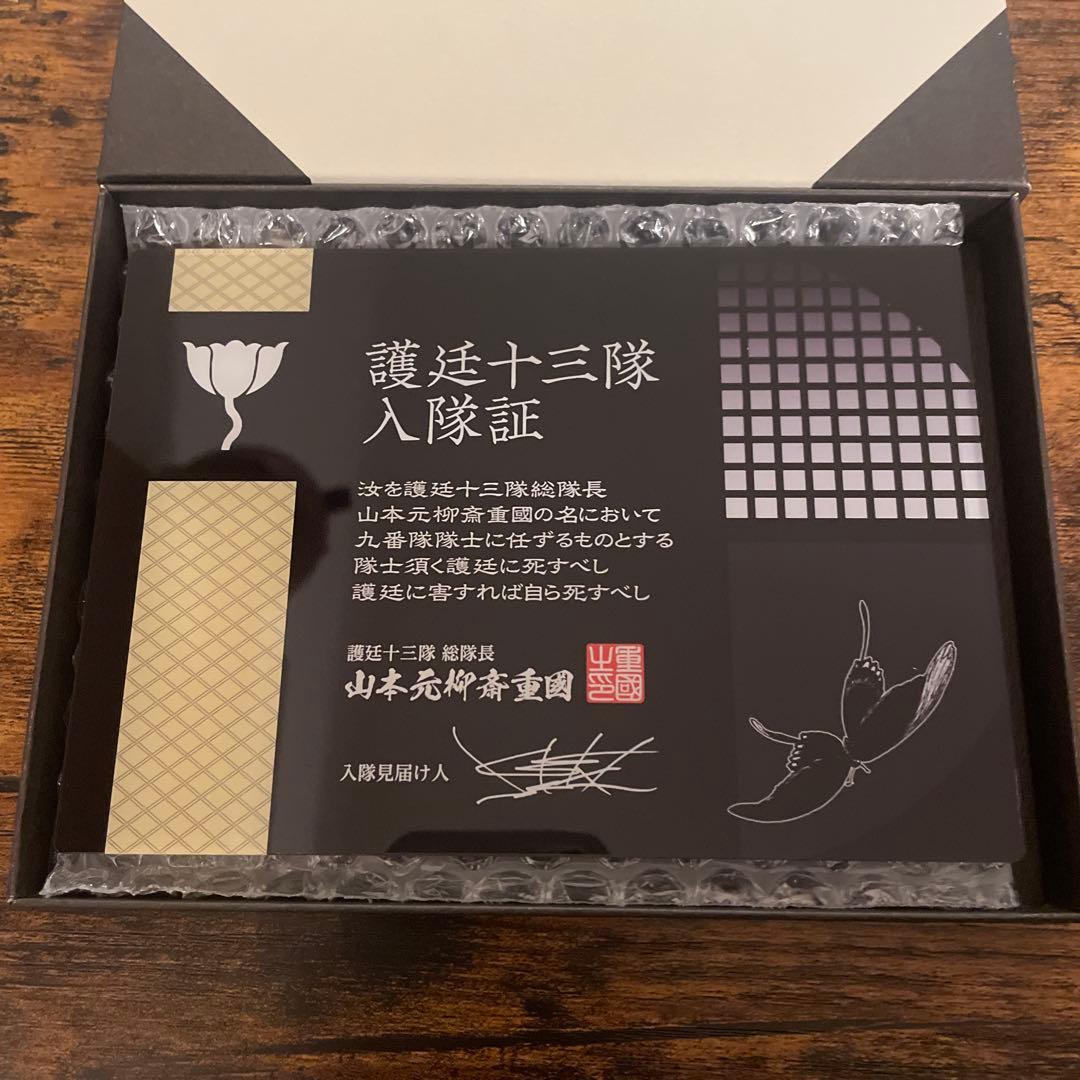 護廷十三隊
入隊証
汝を護廷十三隊総隊長
山本元柳斎重國の名において
九番隊隊士に任ずるものとする
隊士須く護廷に死すべし
護廷に害すれば自ら死すべし
護廷十三隊 総隊長
山本元柳斎重國
重國之印
入隊見届け人